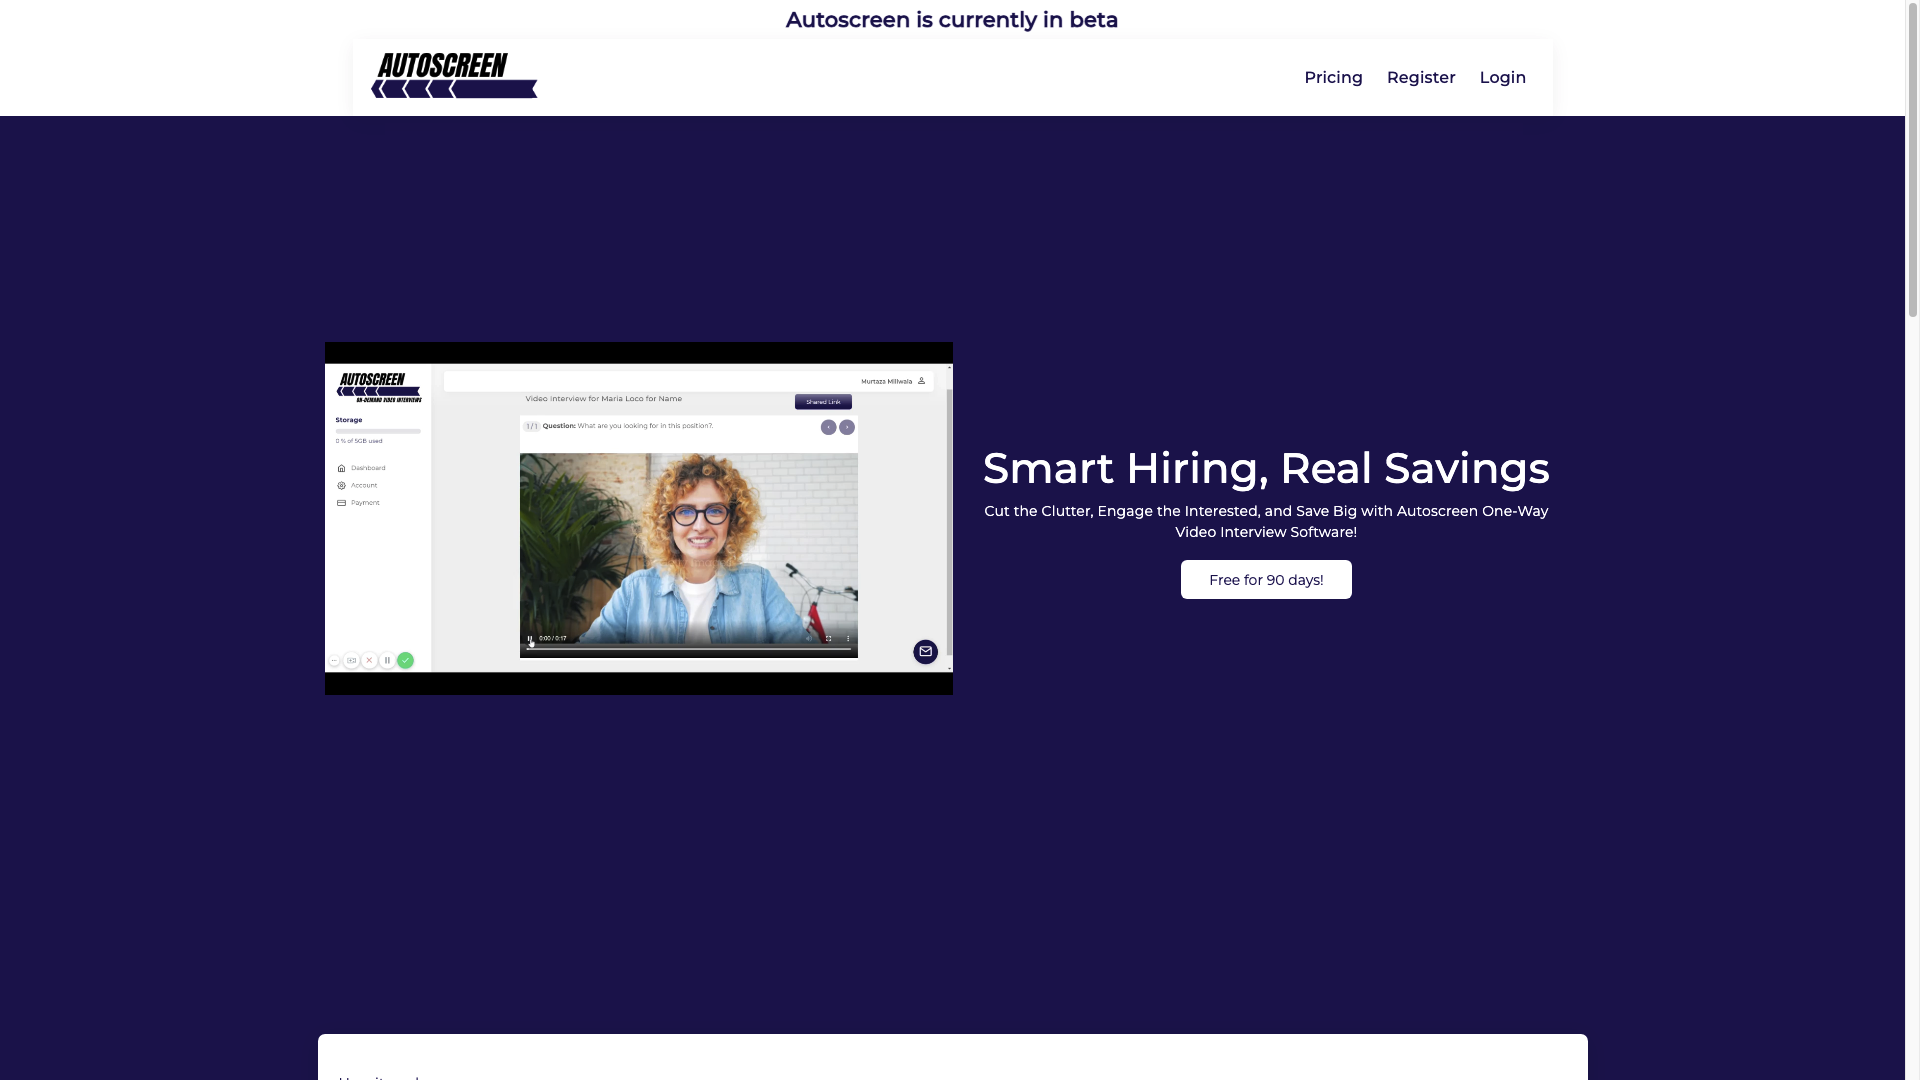 Autoscreen is currently in beta
AUTOSCREEN
Pricing
Register
Login
AUTOSCREEN
ON-DEMAND VIDEO INTERVIEWS
Storage
0 % of 5GB used
Dashboard
Account
Payment
Murtaza Millwala
Video Interview for Maria Loco for Name
Shared Link
1/1 Question: What are you looking for in this position?.
0:00 / 0:17
Smart Hiring, Real Savings
Cut the Clutter, Engage the Interested, and Save Big with Autoscreen One-Way
Video Interview Software!
Free for 90 days!